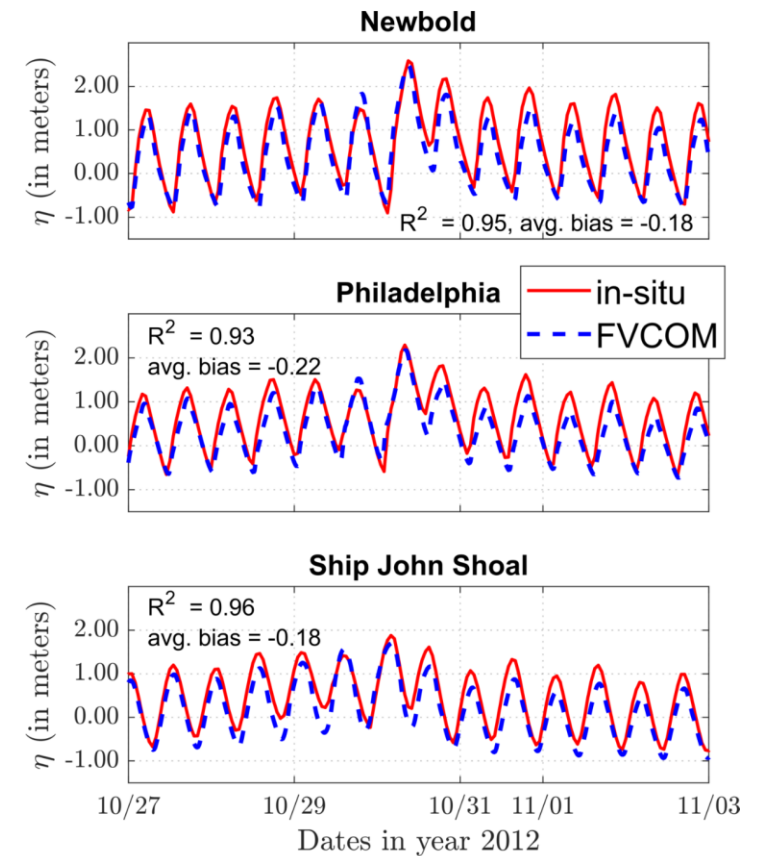 Newbold
η (in meters)
2.00
1.00
0.00
-1.00
R² = 0.95, avg. bias = -0.18
Philadelphia
in-situ
FVCOM
η (in meters)
R² = 0.93
avg. bias = -0.22
2.00
1.00
0.00
-1.00
Ship John Shoal
η (in meters)
R² = 0.96
avg. bias = -0.18
2.00
1.00
0.00
-1.00
10/27 10/29 10/31 11/01 11/03
Dates in year 2012